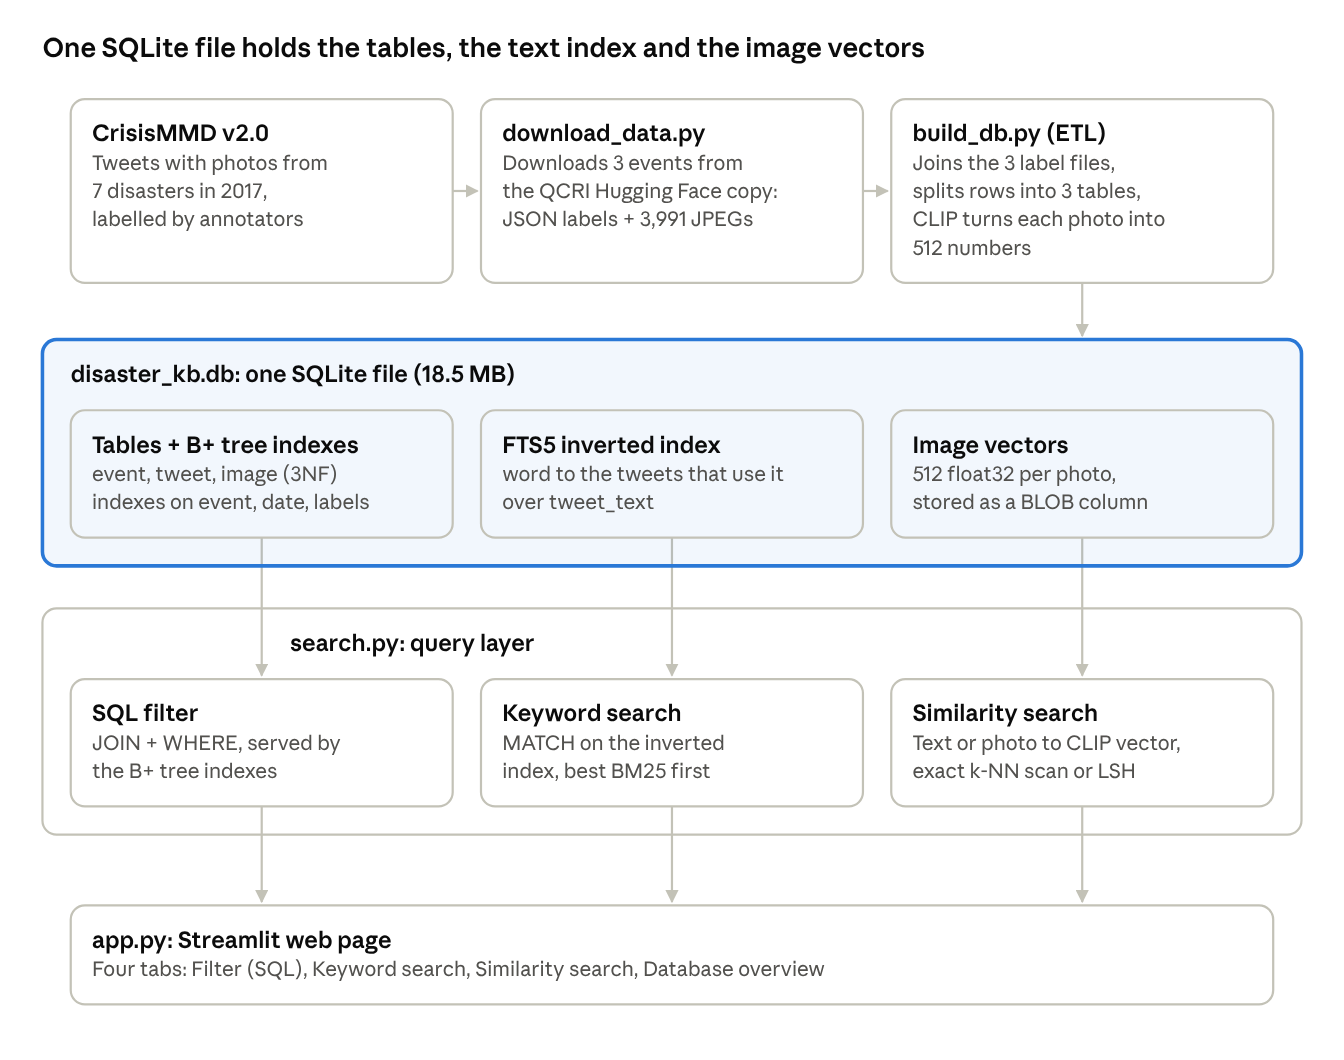 One SQLite file holds the tables, the text index and the image vectors
CrisisMMD v2.0
Tweets with photos from
7 disasters in 2017,
labelled by annotators
download_data.py
Downloads 3 events from
the QCRI Hugging Face copy:
JSON labels + 3,991 JPEGs
build_db.py (ETL)
Joins the 3 label files,
splits rows into 3 tables,
CLIP turns each photo into
512 numbers
disaster_kb.db: one SQLite file (18.5 MB)
Tables + B+ tree indexes
event, tweet, image (3NF)
indexes on event, date, labels
FTS5 inverted index
word to the tweets that use it
over tweet_text
Image vectors
512 float32 per photo,
stored as a BLOB column
search.py: query layer
SQL filter
JOIN + WHERE, served by
the B+ tree indexes
Keyword search
MATCH on the inverted
index, best BM25 first
Similarity search
Text or photo to CLIP vector,
exact k-NN scan or LSH
app.py: Streamlit web page
Four tabs: Filter (SQL), Keyword search, Similarity search, Database overview